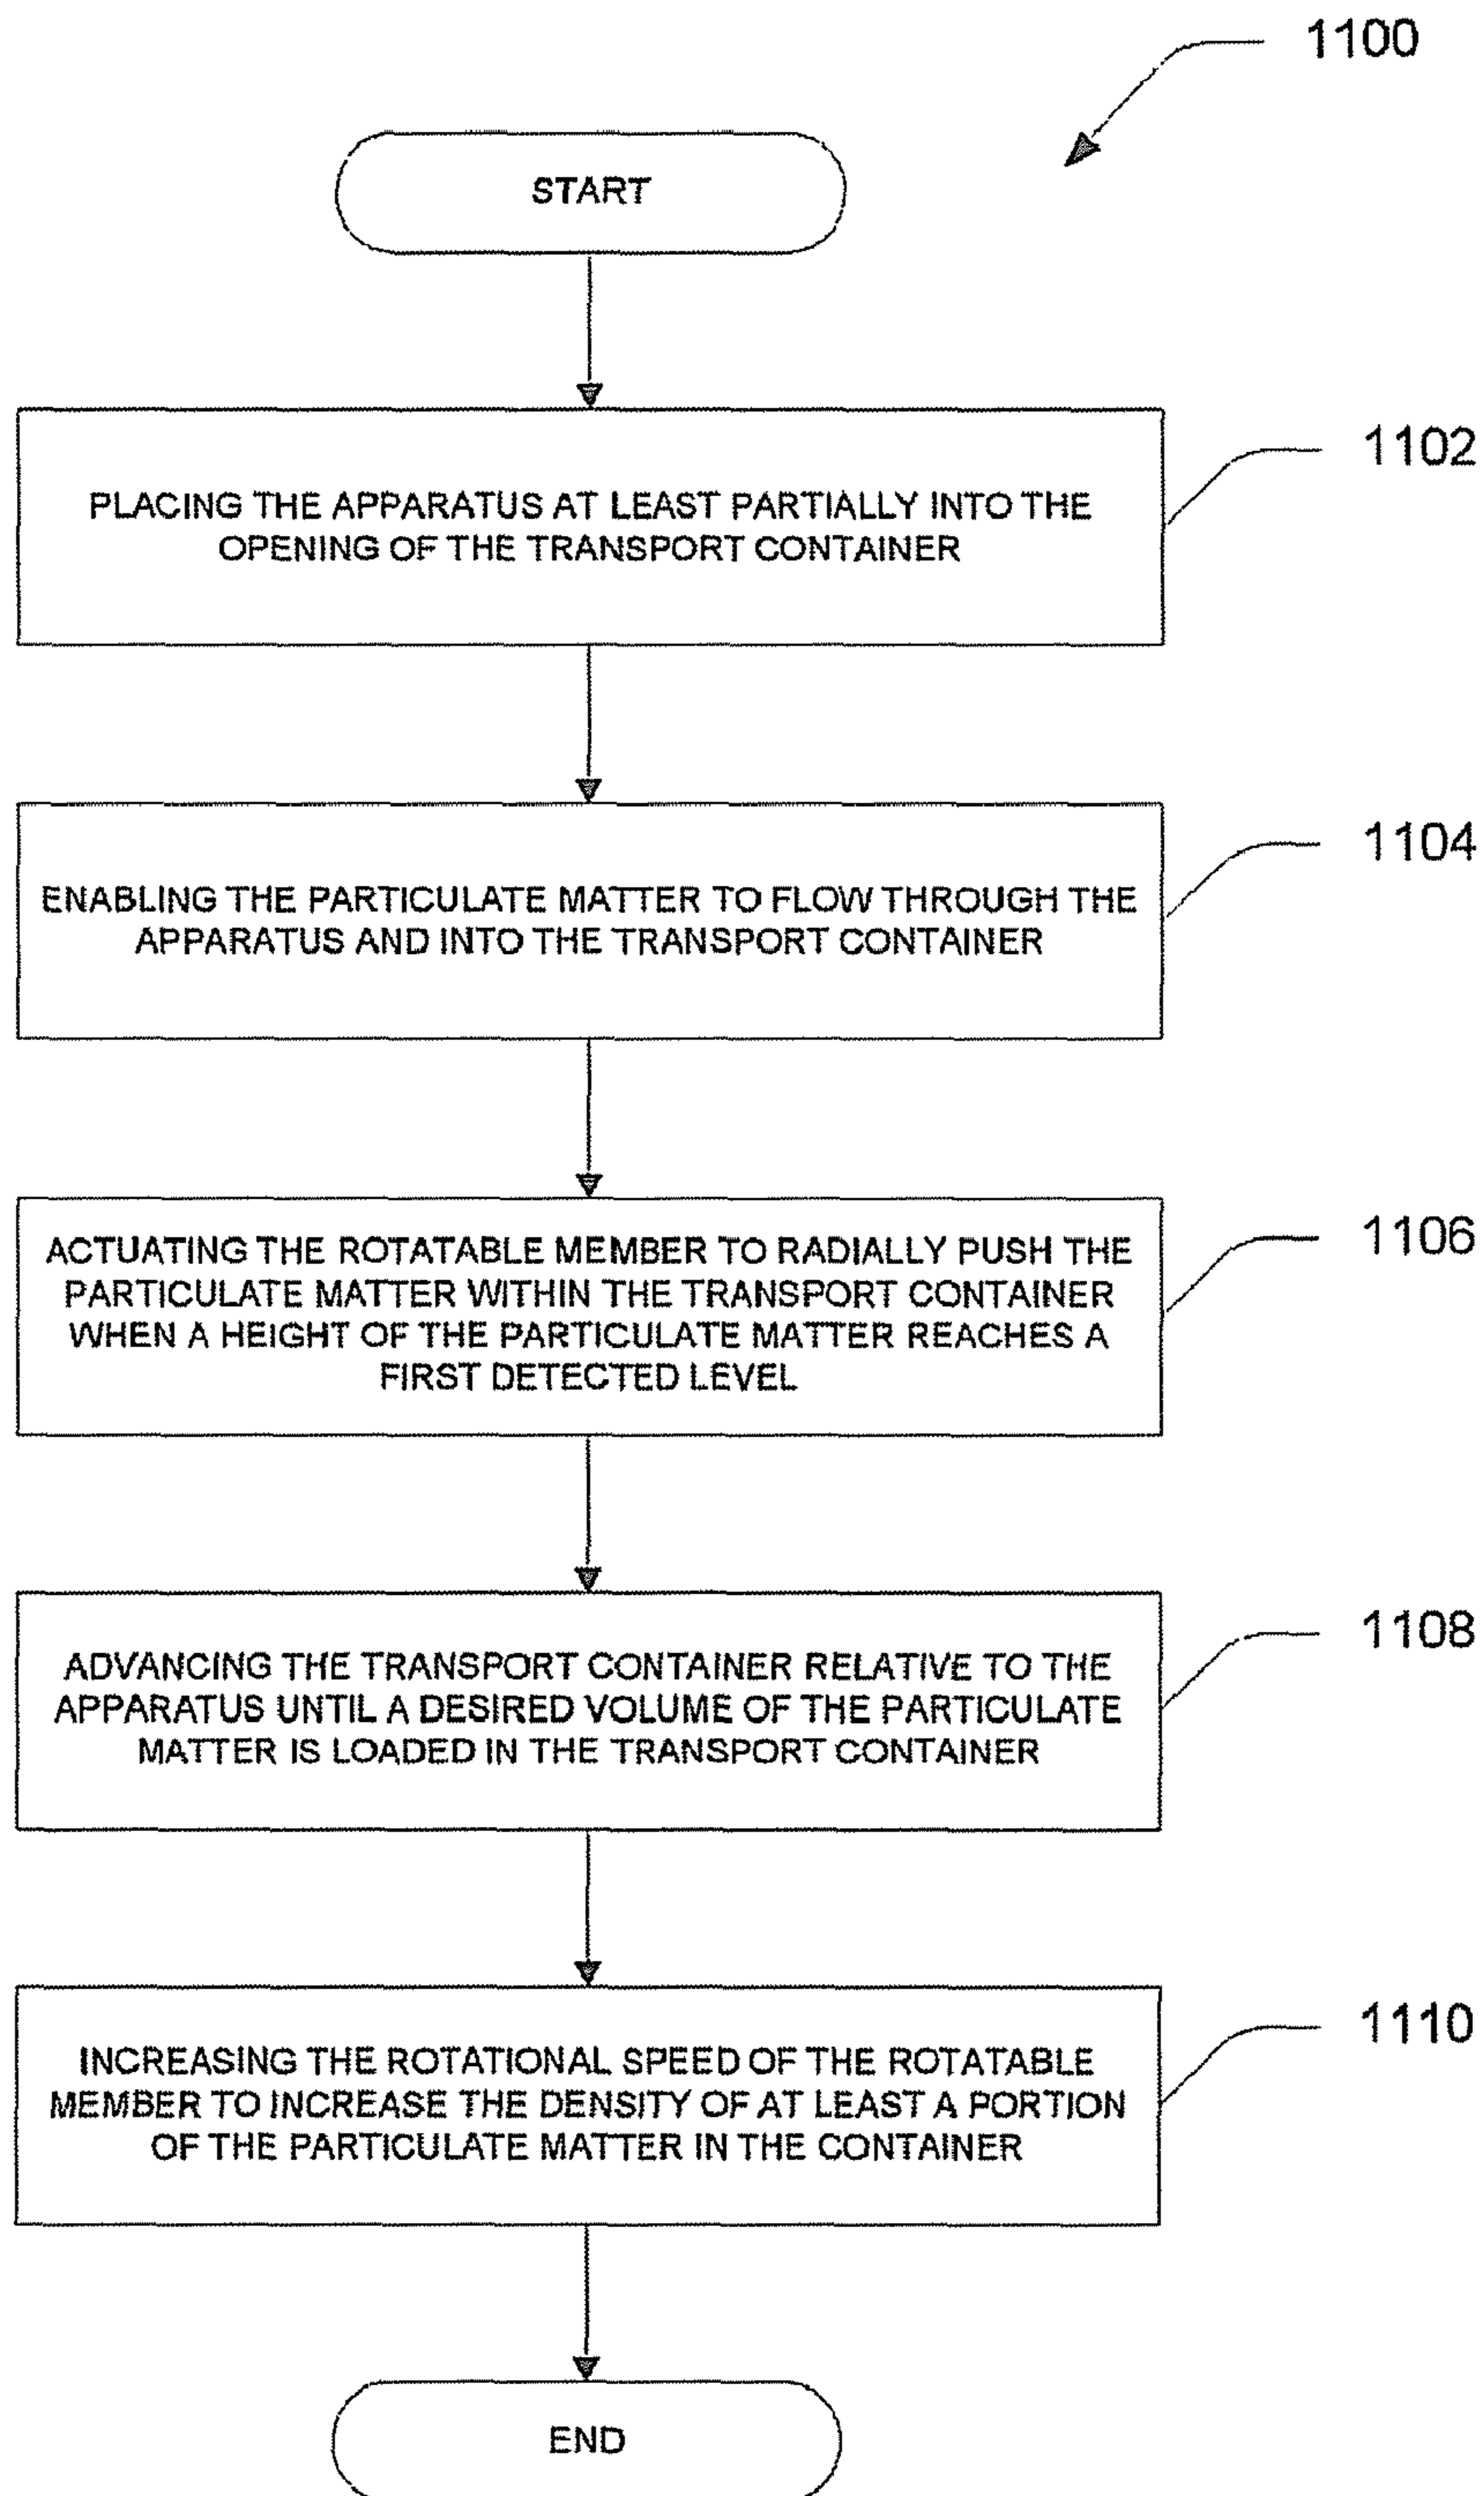 1100
START
1102
PLACING THE APPARATUS AT LEAST PARTIALLY INTO THE
OPENING OF THE TRANSPORT CONTAINER
1104
ENABLING THE PARTICULATE MATTER TO FLOW THROUGH THE
APPARATUS AND INTO THE TRANSPORT CONTAINER
1106
ACTUATING THE ROTATABLE MEMBER TO RADIALLY PUSH THE
PARTICULATE MATTER WITHIN THE TRANSPORT CONTAINER
WHEN A HEIGHT OF THE PARTICULATE MATTER REACHES A
FIRST DETECTED LEVEL
1108
ADVANCING THE TRANSPORT CONTAINER RELATIVE TO THE
APPARATUS UNTIL A DESIRED VOLUME OF THE PARTICULATE
MATTER IS LOADED IN THE TRANSPORT CONTAINER
1110
INCREASING THE ROTATIONAL SPEED OF THE ROTATABLE
MEMBER TO INCREASE THE DENSITY OF AT LEAST A PORTION
OF THE PARTICULATE MATTER IN THE CONTAINER
END